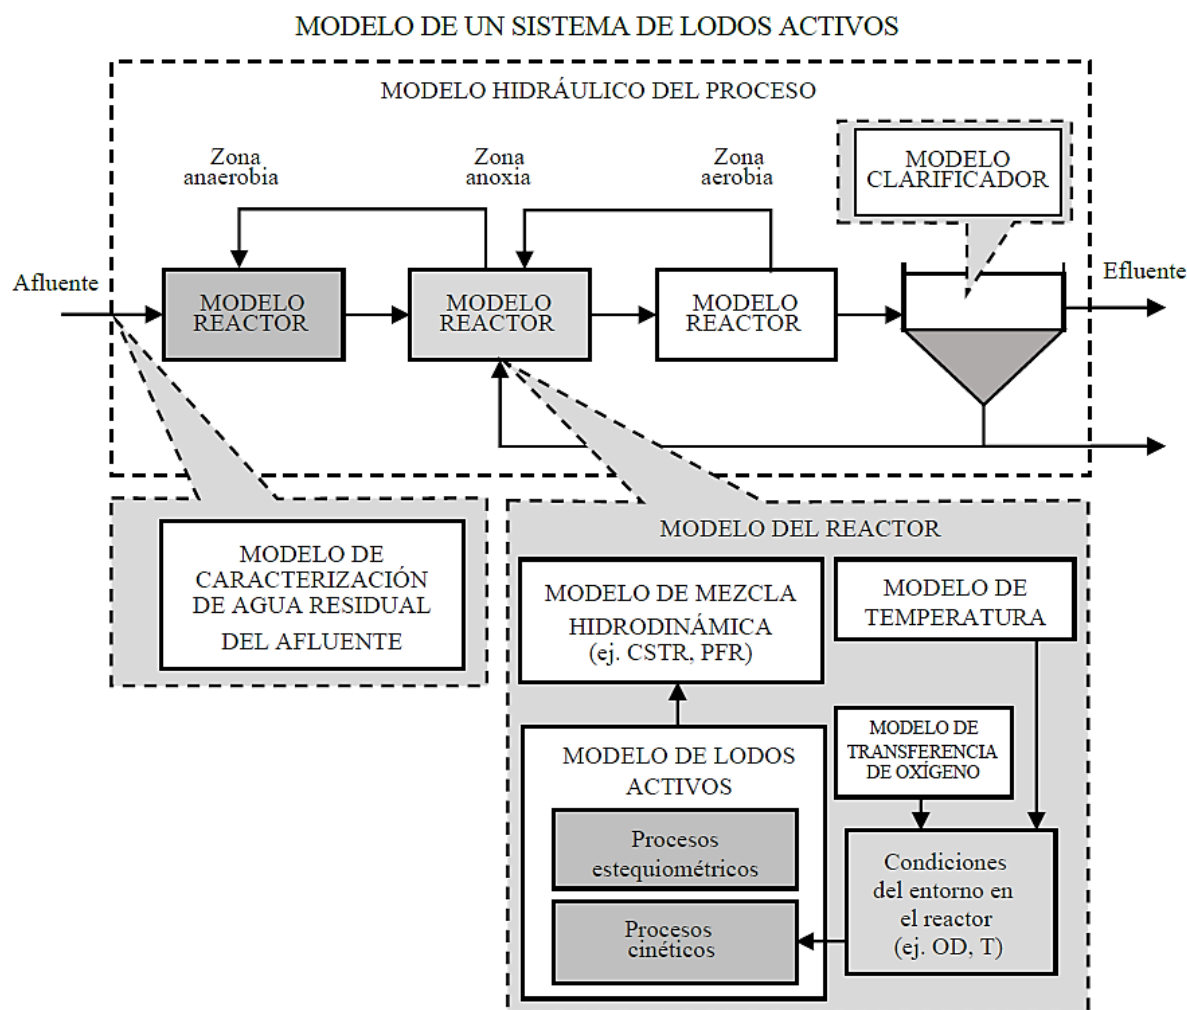 MODELO DE UN SISTEMA DE LODOS ACTIVOS
MODELO HIDRÁULICO DEL PROCESO
Zona
anaerobia
Zona
anoxia
Zona
aerobia
MODELO
CLARIFICADOR
Afluente
MODELO
REACTOR
MODELO
REACTOR
MODELO
REACTOR
Efluente
MODELO DE
CARACTERIZACIÓN
DE AGUA RESIDUAL
DEL AFLUENTE
MODELO DEL REACTOR
MODELO DE MEZCLA
HIDRODINÁMICA
(ej. CSTR, PFR)
MODELO DE
TEMPERATURA
MODELO DE LODOS
ACTIVOS
Procesos
estequiométricos
Procesos
cinéticos
MODELO DE
TRANSFERENCIA
DE OXÍGENO
Condiciones
del entorno en
el reactor
(ej. OD, T)